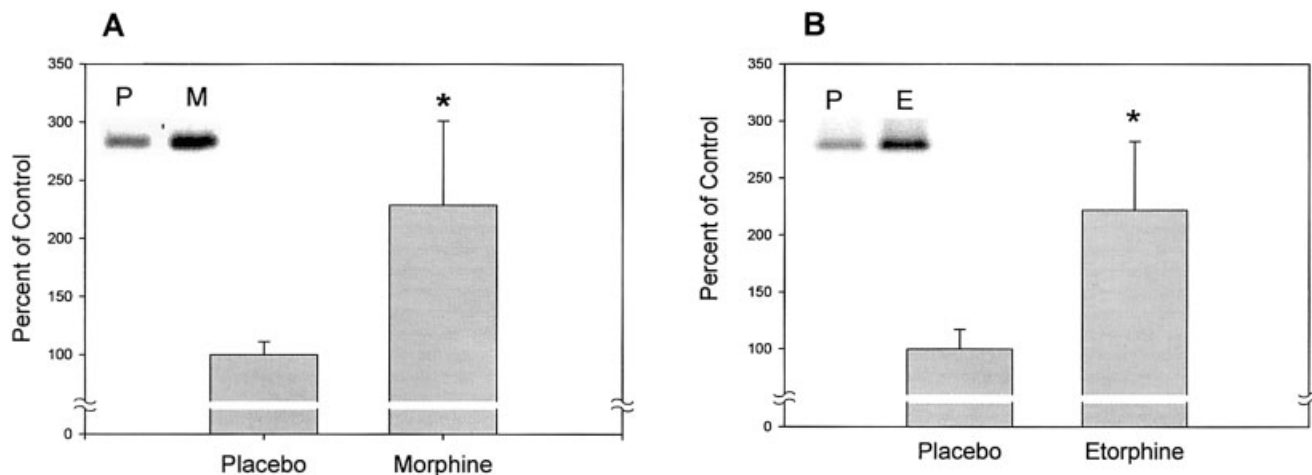 A
350
300
250
200
150
100
0
Percent of Control
P M
*
Placebo Morphine
B
350
300
250
200
150
100
0
Percent of Control
P E
*
Placebo Etorphine